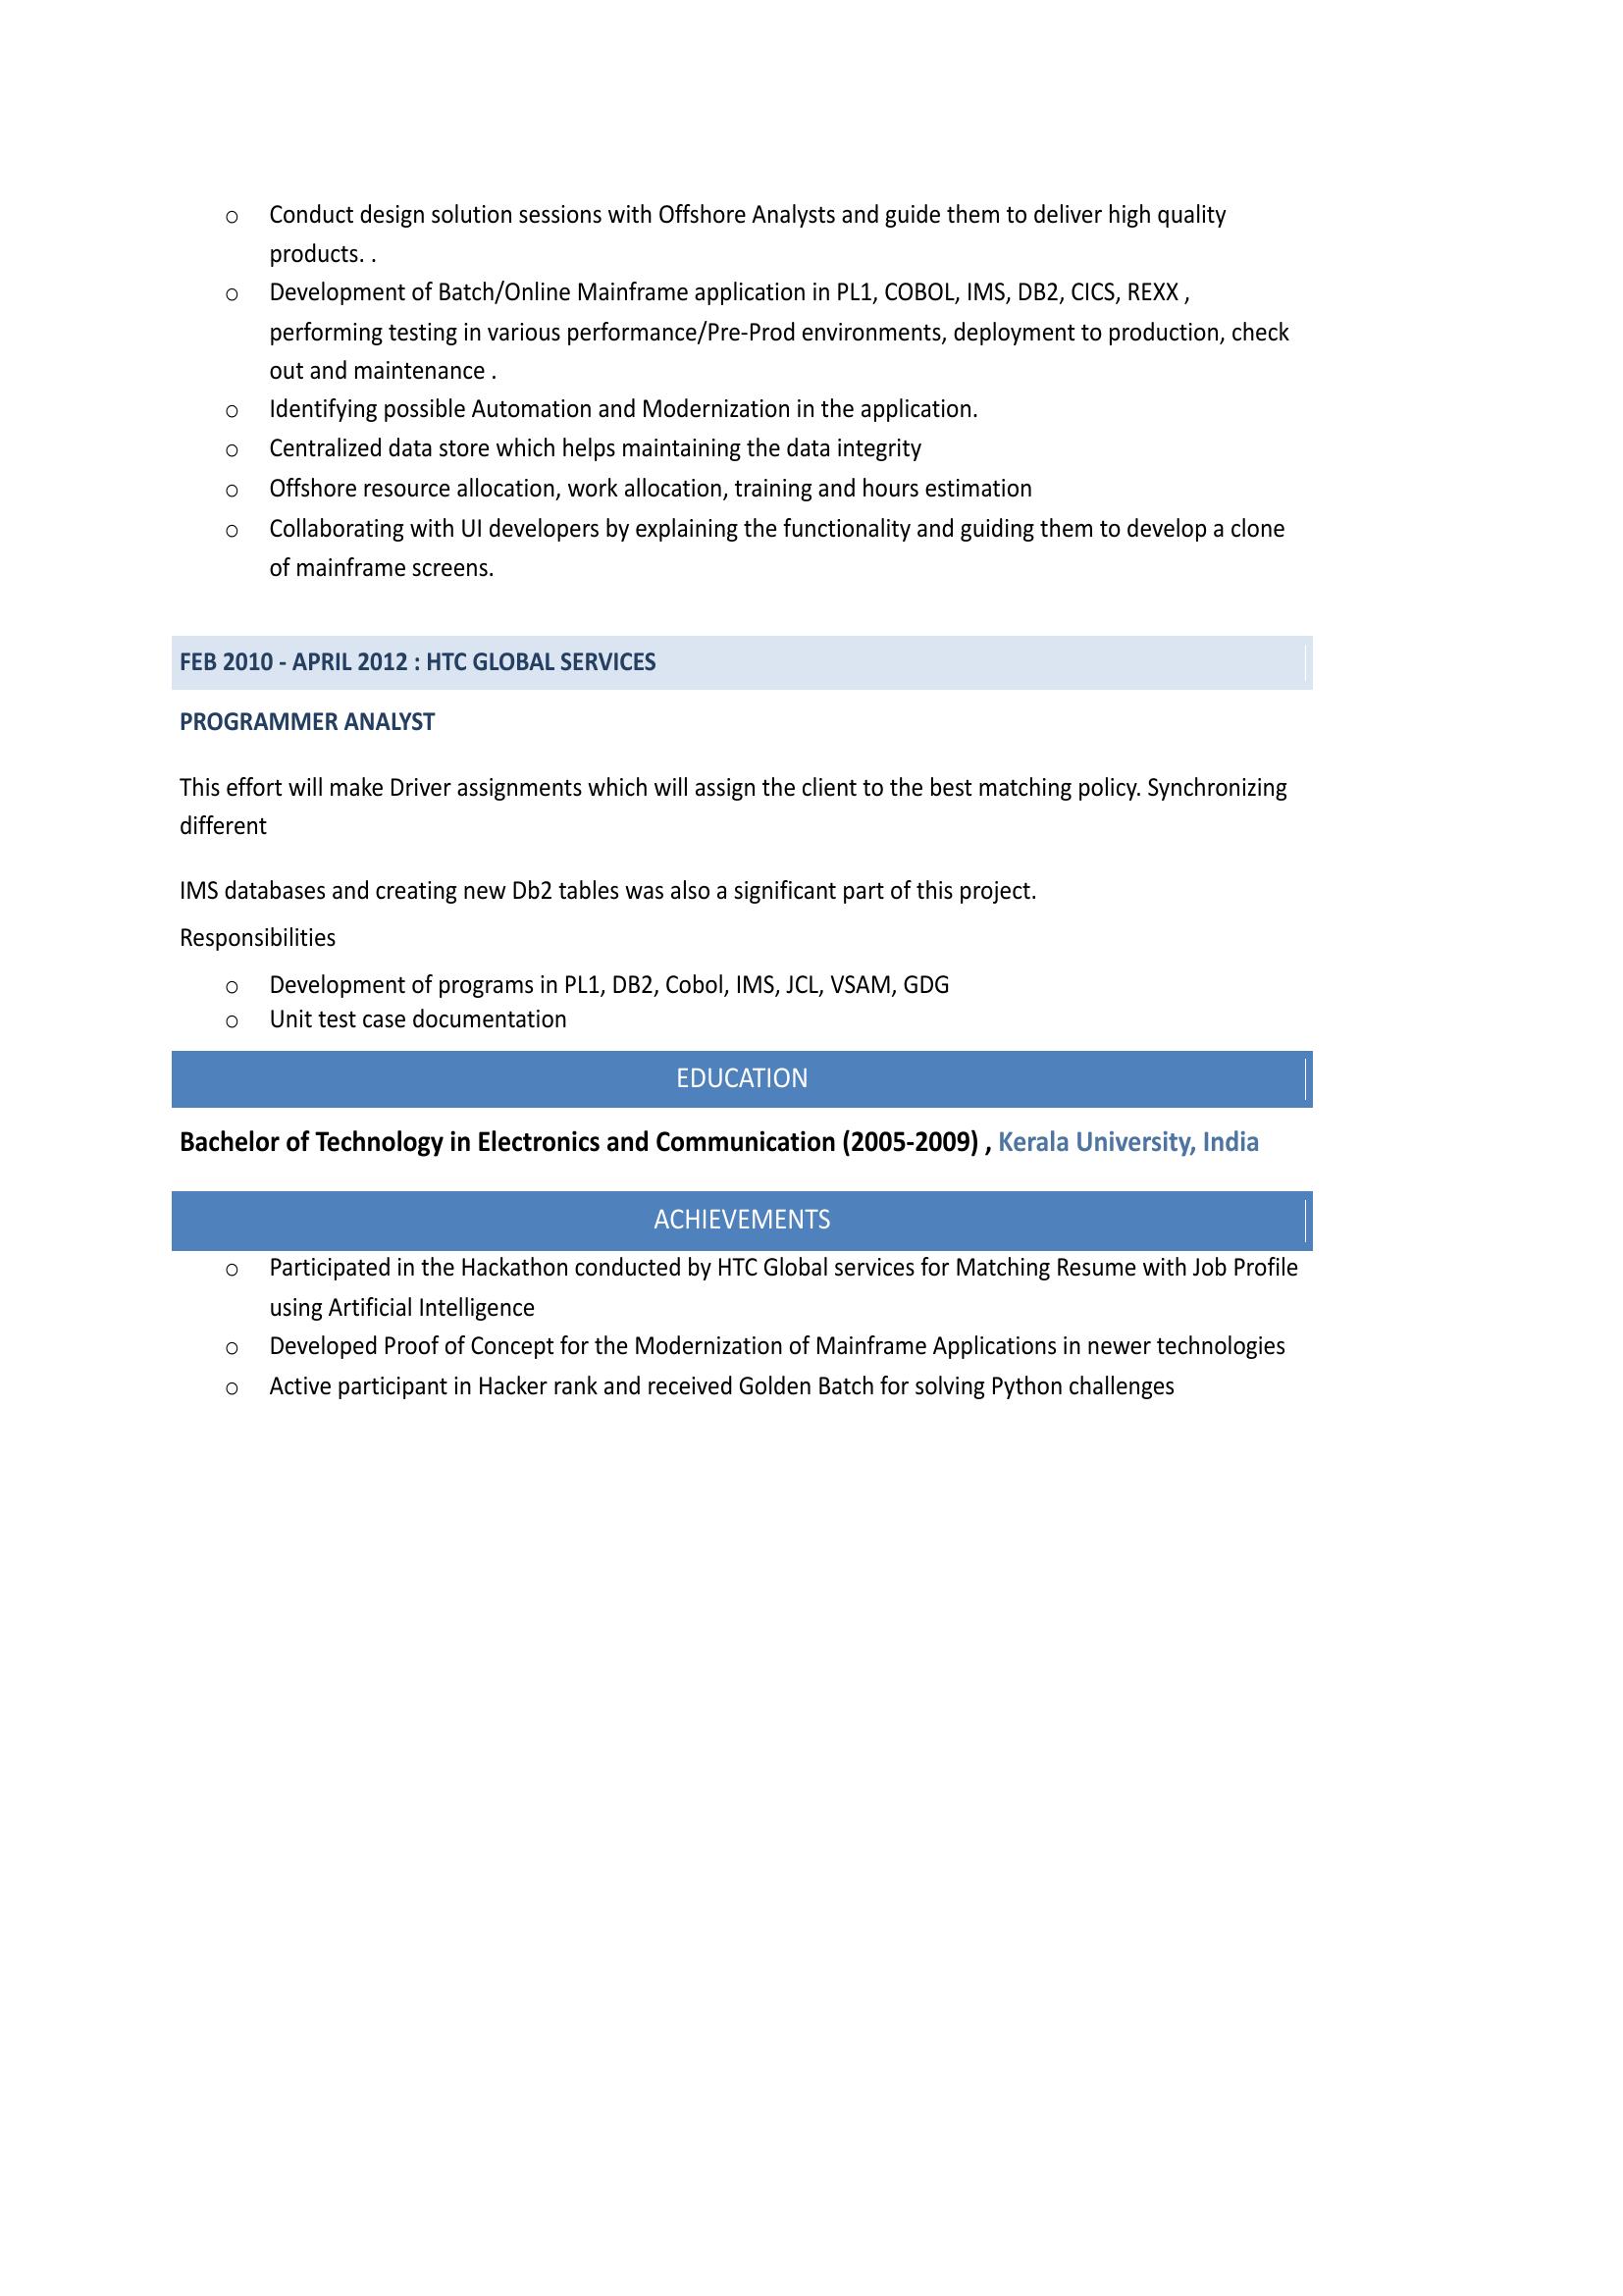 o Conduct design solution sessions with Offshore Analysts and guide them to deliver high quality
products. .
o Development of Batch/Online Mainframe application in PL1, COBOL, IMS, DB2, CICS, REXX ,
performing testing in various performance/Pre-Prod environments, deployment to production, check
out and maintenance .
o Identifying possible Automation and Modernization in the application.
o Centralized data store which helps maintaining the data integrity
o Offshore resource allocation, work allocation, training and hours estimation
o Collaborating with UI developers by explaining the functionality and guiding them to develop a clone
of mainframe screens.
FEB 2010 - APRIL 2012 : HTC GLOBAL SERVICES
PROGRAMMER ANALYST
This effort will make Driver assignments which will assign the client to the best matching policy. Synchronizing
different
IMS databases and creating new Db2 tables was also a significant part of this project.
Responsibilities
o Development of programs in PL1, DB2, Cobol, IMS, JCL, VSAM, GDG
o Unit test case documentation
EDUCATION
Bachelor of Technology in Electronics and Communication (2005-2009) , Kerala University, India
ACHIEVEMENTS
o Participated in the Hackathon conducted by HTC Global services for Matching Resume with Job Profile
using Artificial Intelligence
o Developed Proof of Concept for the Modernization of Mainframe Applications in newer technologies
o Active participant in Hacker rank and received Golden Batch for solving Python challenges